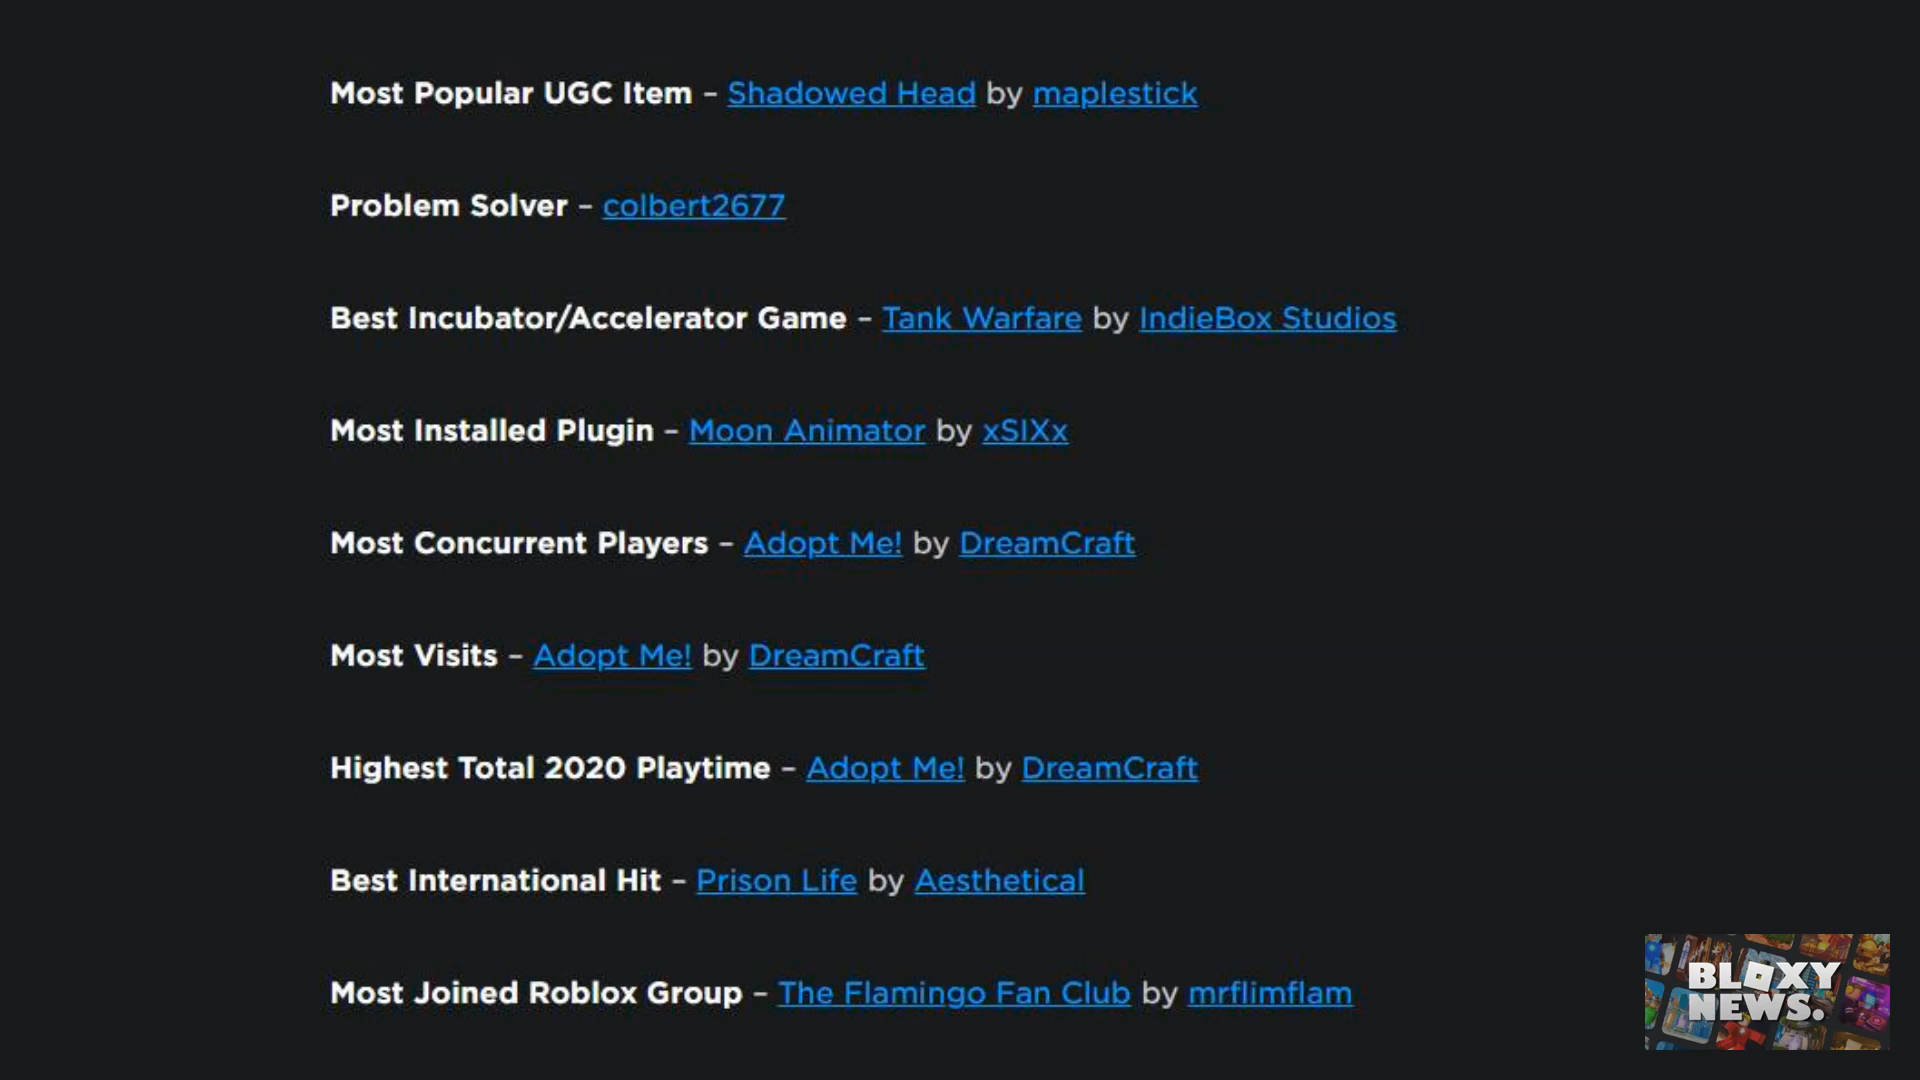 Most Popular UGC Item – Shadowed Head by maplestick
Problem Solver – colbert2677
Best Incubator/Accelerator Game – Tank Warfare by IndieBox Studios
Most Installed Plugin – Moon Animator by xSIXx
Most Concurrent Players – Adopt Me! by DreamCraft
Most Visits – Adopt Me! by DreamCraft
Highest Total 2020 Playtime – Adopt Me! by DreamCraft
Best International Hit – Prison Life by Aesthetical
Most Joined Roblox Group – The Flamingo Fan Club by mrflimflam
BLOXY
NEWS.